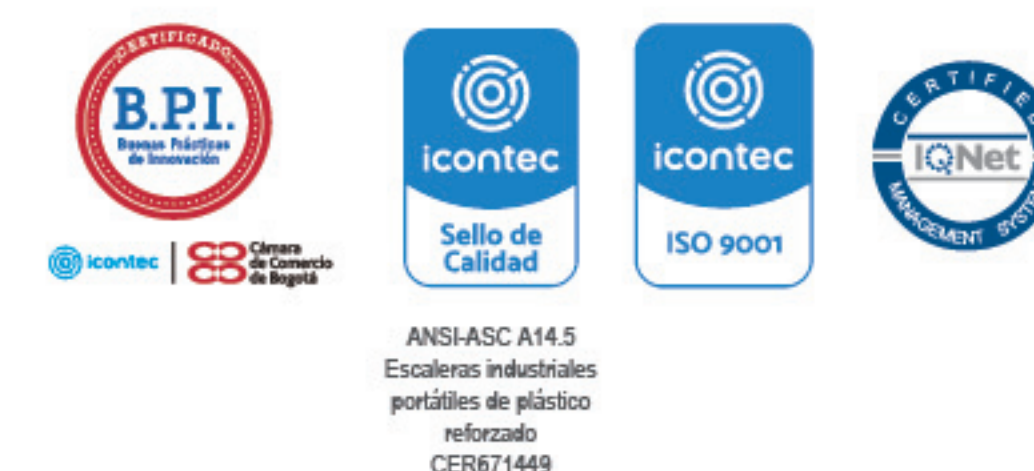 CERTIFICADO
B.P.I.
Buenas Prácticas
de Innovación
icontec
Cámara
de Comercio
de Bogotá
icontec
Sello de
Calidad
ANSI-ASC A14.5
Escaleras industriales
portátiles de plástico
reforzado
CER671449
icontec
ISO 9001
CERTIFIED
IQNet
MANAGEMENT SYSTEM